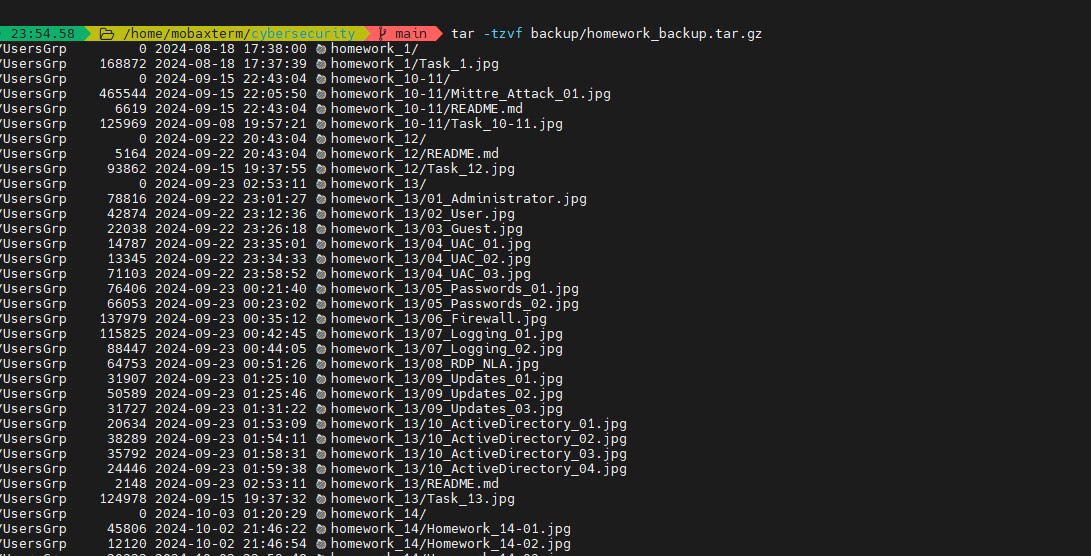 23:54.58 /home/mobaxterm/cybersecurity main tar -tzvf backup/homework_backup.tar.gz
/UsersGrp 0 2024-08-18 17:38:00 homework_1/
/UsersGrp 168872 2024-08-18 17:37:39 homework_1/Task_1.jpg
/UsersGrp 0 2024-09-15 22:43:04 homework_10-11/
/UsersGrp 465544 2024-09-15 22:05:50 homework_10-11/Mittre_Attack_01.jpg
/UsersGrp 6619 2024-09-15 22:43:04 homework_10-11/README.md
/UsersGrp 125969 2024-09-08 19:57:21 homework_10-11/Task_10-11.jpg
/UsersGrp 0 2024-09-22 20:43:04 homework_12/
/UsersGrp 5164 2024-09-22 20:43:04 homework_12/README.md
/UsersGrp 93862 2024-09-15 19:37:55 homework_12/Task_12.jpg
/UsersGrp 0 2024-09-23 02:53:11 homework_13/
/UsersGrp 78816 2024-09-22 23:01:27 homework_13/01_Administrator.jpg
/UsersGrp 42874 2024-09-22 23:12:36 homework_13/02_User.jpg
/UsersGrp 22038 2024-09-22 23:26:18 homework_13/03_Guest.jpg
/UsersGrp 14787 2024-09-22 23:35:01 homework_13/04_UAC_01.jpg
/UsersGrp 13345 2024-09-22 23:34:33 homework_13/04_UAC_02.jpg
/UsersGrp 71103 2024-09-22 23:58:52 homework_13/04_UAC_03.jpg
/UsersGrp 76406 2024-09-23 00:21:40 homework_13/05_Passwords_01.jpg
/UsersGrp 66053 2024-09-23 00:23:02 homework_13/05_Passwords_02.jpg
/UsersGrp 137979 2024-09-23 00:35:12 homework_13/06_Firewall.jpg
/UsersGrp 115825 2024-09-23 00:42:45 homework_13/07_Logging_01.jpg
/UsersGrp 88447 2024-09-23 00:44:05 homework_13/07_Logging_02.jpg
/UsersGrp 64753 2024-09-23 00:51:26 homework_13/08_RDP_NLA.jpg
/UsersGrp 31907 2024-09-23 01:25:10 homework_13/09_Updates_01.jpg
/UsersGrp 50589 2024-09-23 01:25:46 homework_13/09_Updates_02.jpg
/UsersGrp 31727 2024-09-23 01:31:22 homework_13/09_Updates_03.jpg
/UsersGrp 20634 2024-09-23 01:53:09 homework_13/10_ActiveDirectory_01.jpg
/UsersGrp 38289 2024-09-23 01:54:11 homework_13/10_ActiveDirectory_02.jpg
/UsersGrp 35792 2024-09-23 01:58:31 homework_13/10_ActiveDirectory_03.jpg
/UsersGrp 24446 2024-09-23 01:59:38 homework_13/10_ActiveDirectory_04.jpg
/UsersGrp 2148 2024-09-23 02:53:11 homework_13/README.md
/UsersGrp 124978 2024-09-15 19:37:32 homework_13/Task_13.jpg
/UsersGrp 0 2024-10-03 01:20:29 homework_14/
/UsersGrp 45806 2024-10-02 21:46:22 homework_14/Homework_14-01.jpg
/UsersGrp 12120 2024-10-02 21:46:54 homework_14/Homework_14-02.jpg